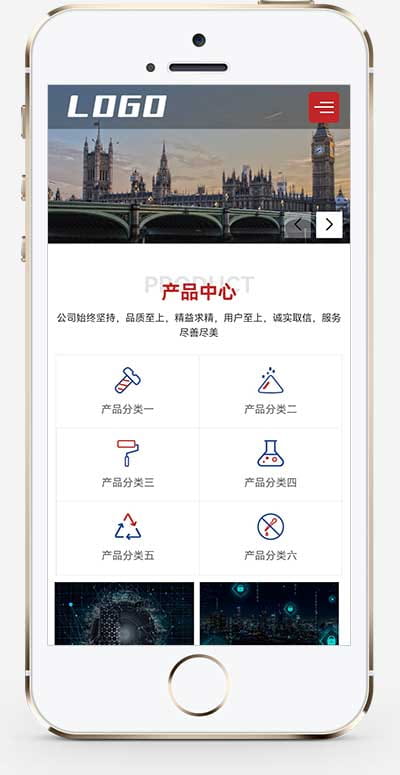 LOGO
PRODUCT
产品中心
公司始终坚持，品质至上，精益求精，用户至上，诚实取信，服务
尽善尽美
产品分类一
产品分类二
产品分类三
产品分类四
产品分类五
产品分类六